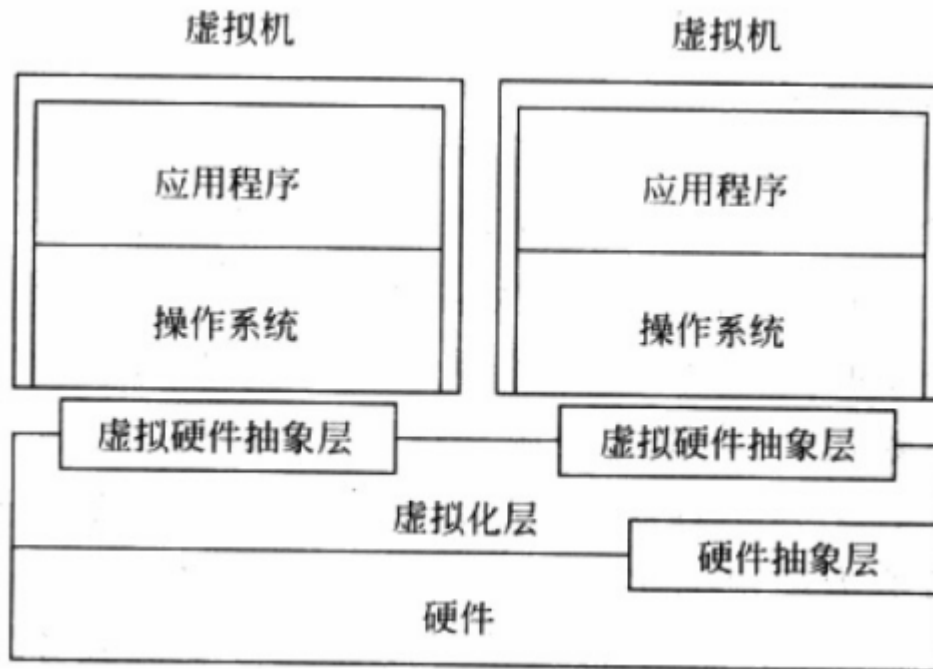 虚拟机 虚拟机
应用程序 应用程序
操作系统 操作系统
虚拟硬件抽象层 虚拟硬件抽象层
虚拟化层
硬件抽象层
硬件